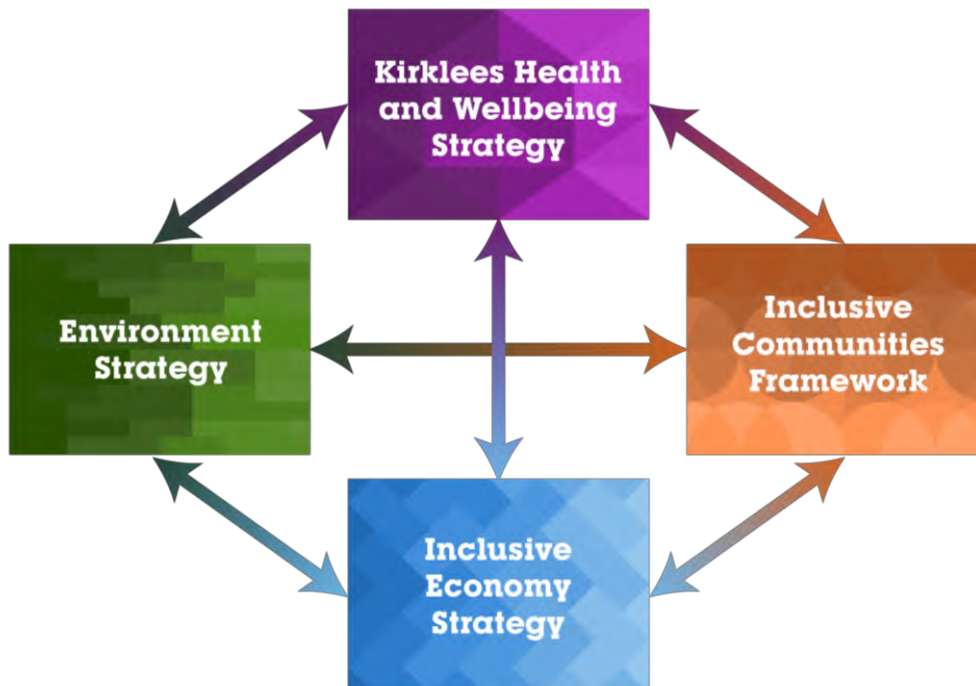 Kirklees Health
and Wellbeing
Strategy
Environment
Strategy
Inclusive
Communities
Framework
Inclusive
Economy
Strategy